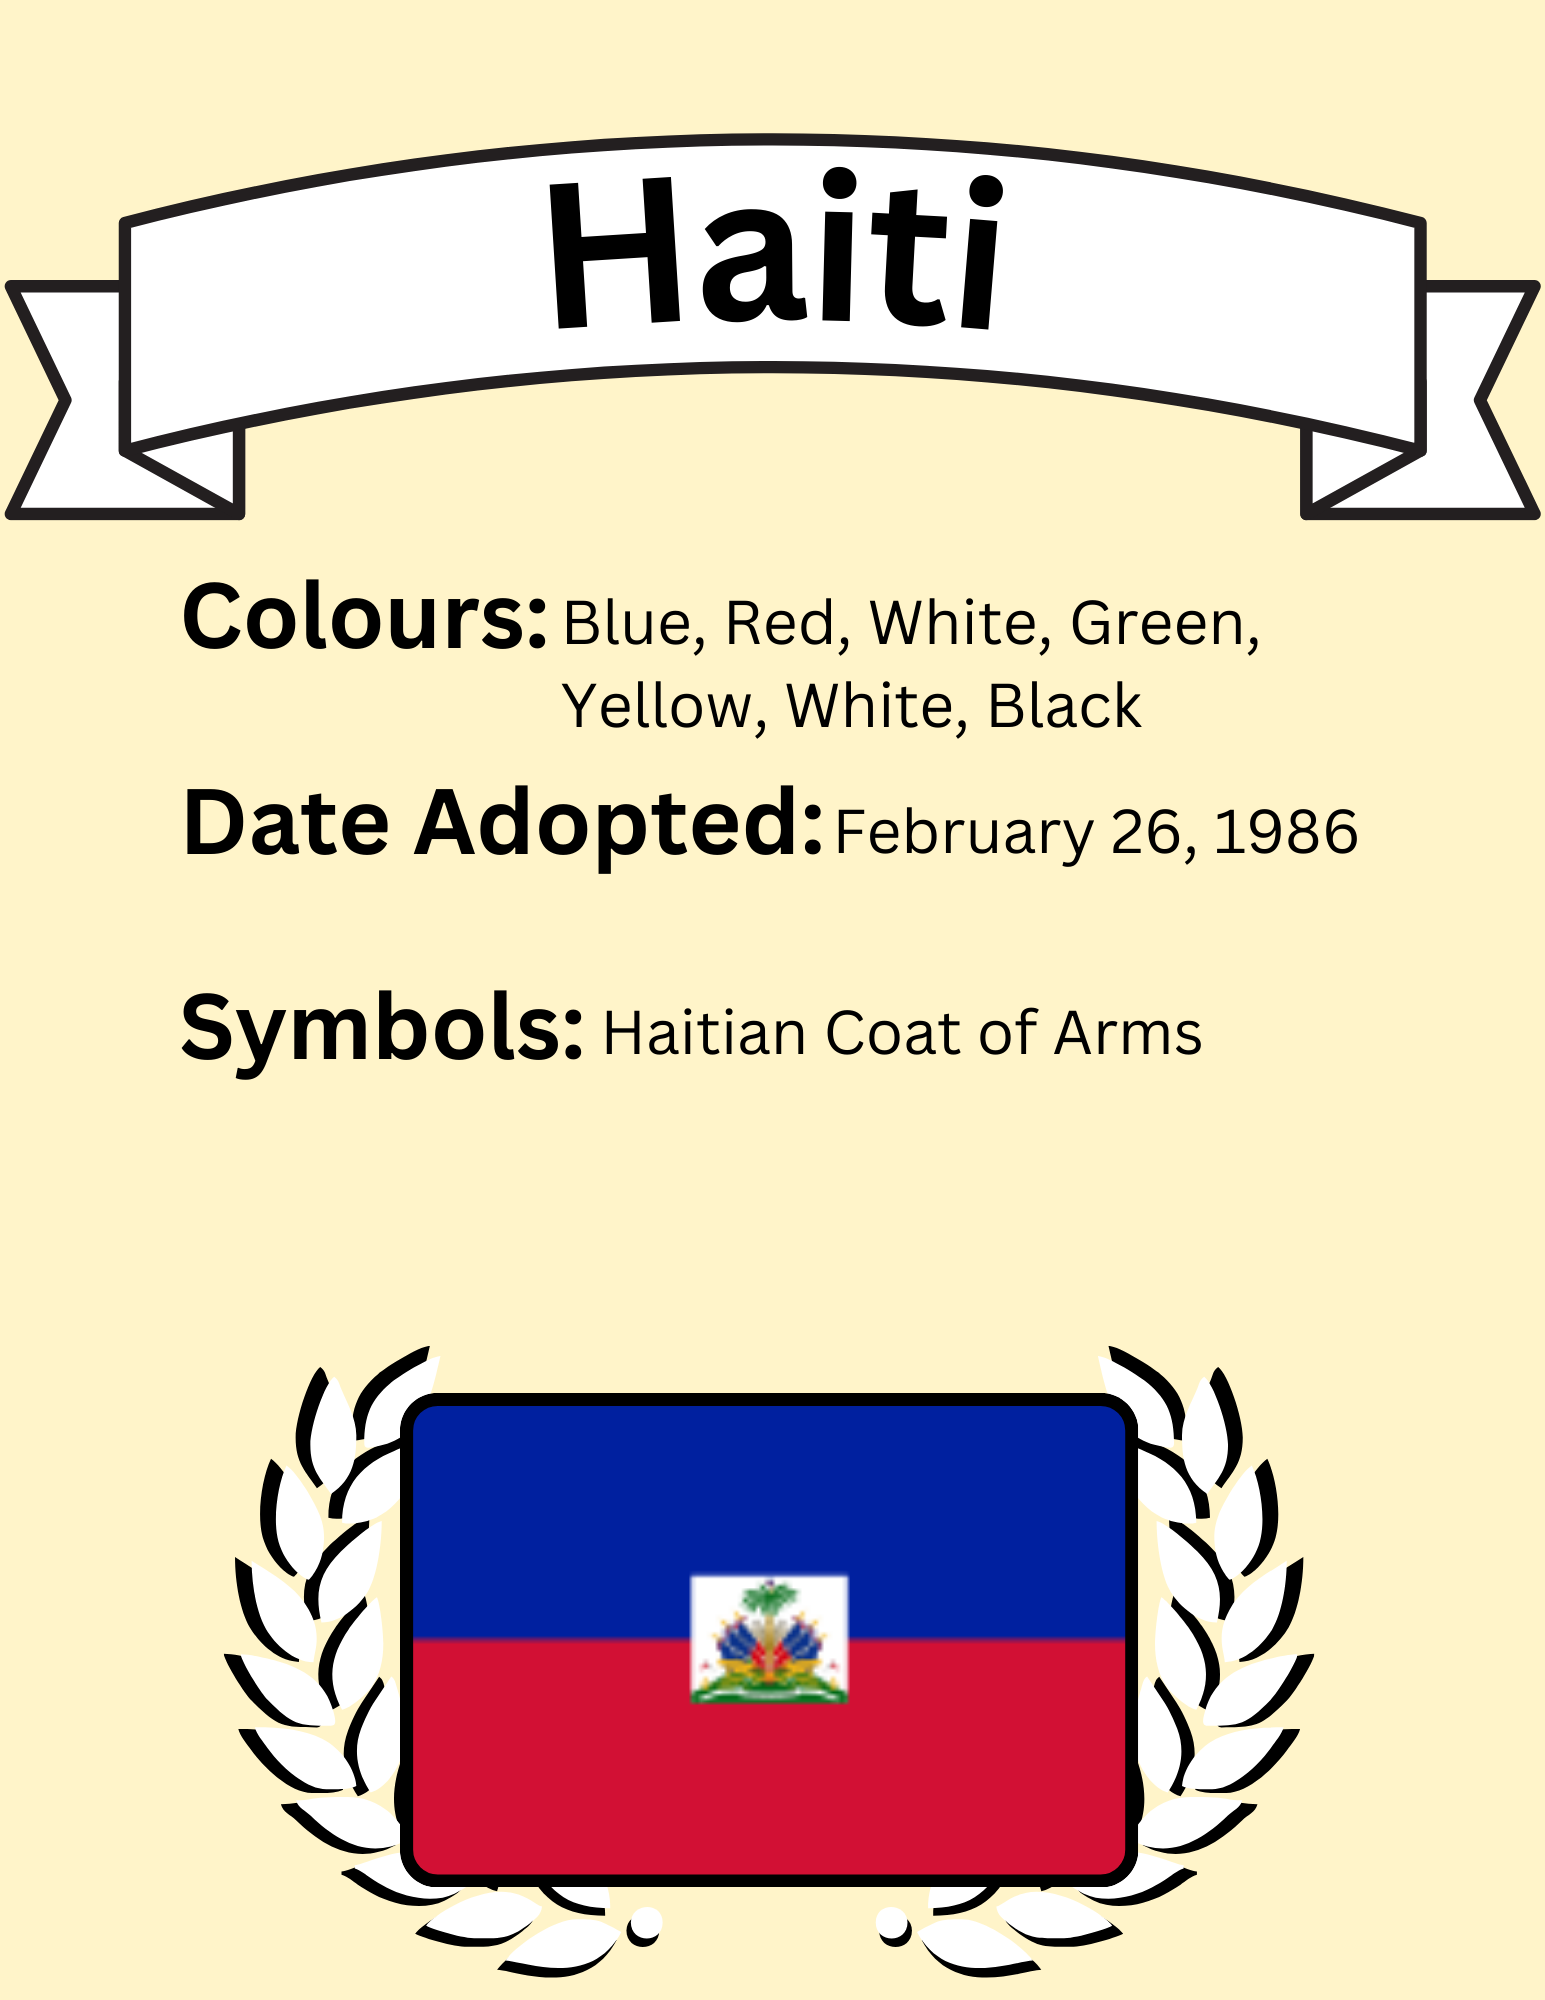 Haiti
Colours: Blue, Red, White, Green,
Yellow, White, Black
Date Adopted: February 26, 1986
Symbols: Haitian Coat of Arms